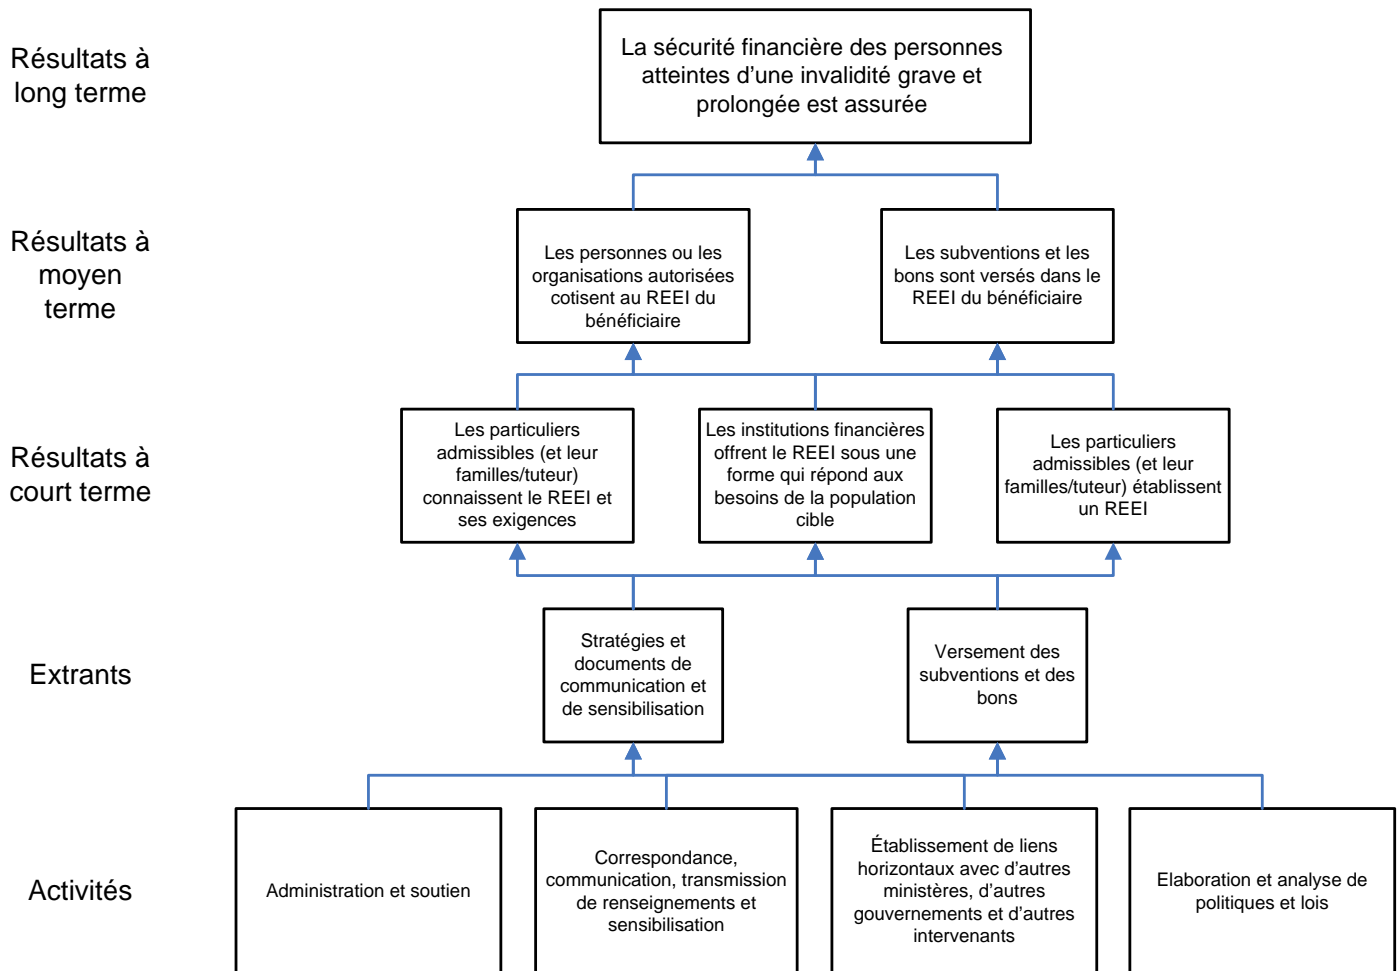 Résultats à
long terme
La sécurité financière des personnes
atteintes d’une invalidité grave et
prolongée est assurée
Résultats à
moyen
terme
Les personnes ou les
organisations autorisées
cotisent au REEI du
bénéficiaire
Les subventions et les
bons sont versés dans le
REEI du bénéficiaire
Résultats à
court terme
Les particuliers
admissibles (et leur
familles/tuteur)
connaissent le REEI et
ses exigences
Les institutions financières
offrent le REEI sous une
forme qui répond aux
besoins de la population
cible
Les particuliers
admissibles (et leur
familles/tuteur) établissent
un REEI
Extrants
Stratégies et
documents de
communication et
de sensibilisation
Versement des
subventions et des
bons
Activités
Administration et soutien
Correspondance,
communication, transmission
de renseignements et
sensibilisation
Établissement de liens
horizontaux avec d’autres
ministères, d’autres
gouvernements et d’autres
intervenants
Elaboration et analyse de
politiques et lois